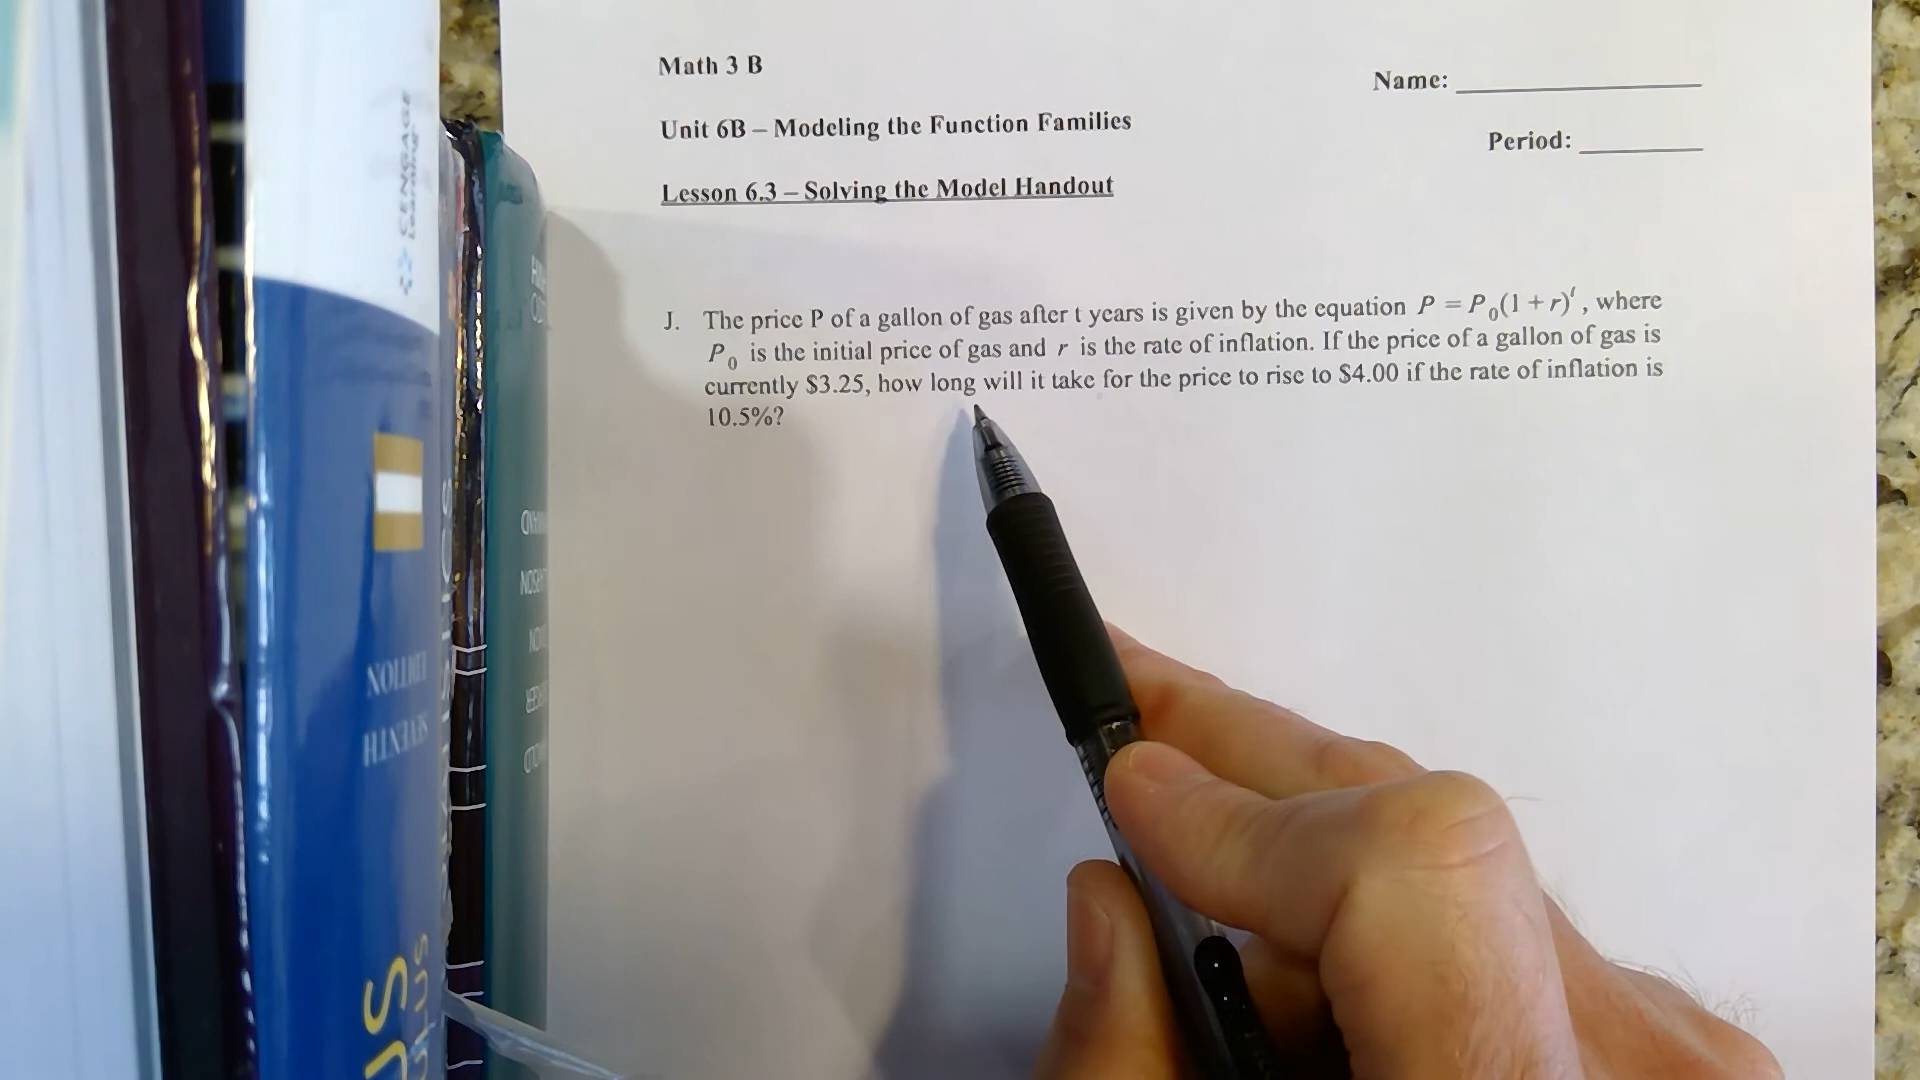 Math 3 B
Name:
Unit 6B – Modeling the Function Families
Period:
Lesson 6.3 – Solving the Model Handout
J. The price P of a gallon of gas after t years is given by the equation P = P₀(1 + r)ᵗ, where
P₀ is the initial price of gas and r is the rate of inflation. If the price of a gallon of gas is
currently $3.25, how long will it take for the price to rise to $4.00 if the rate of inflation is
10.5%?
CENGAGE
Learning
EDITION
SEVENTH